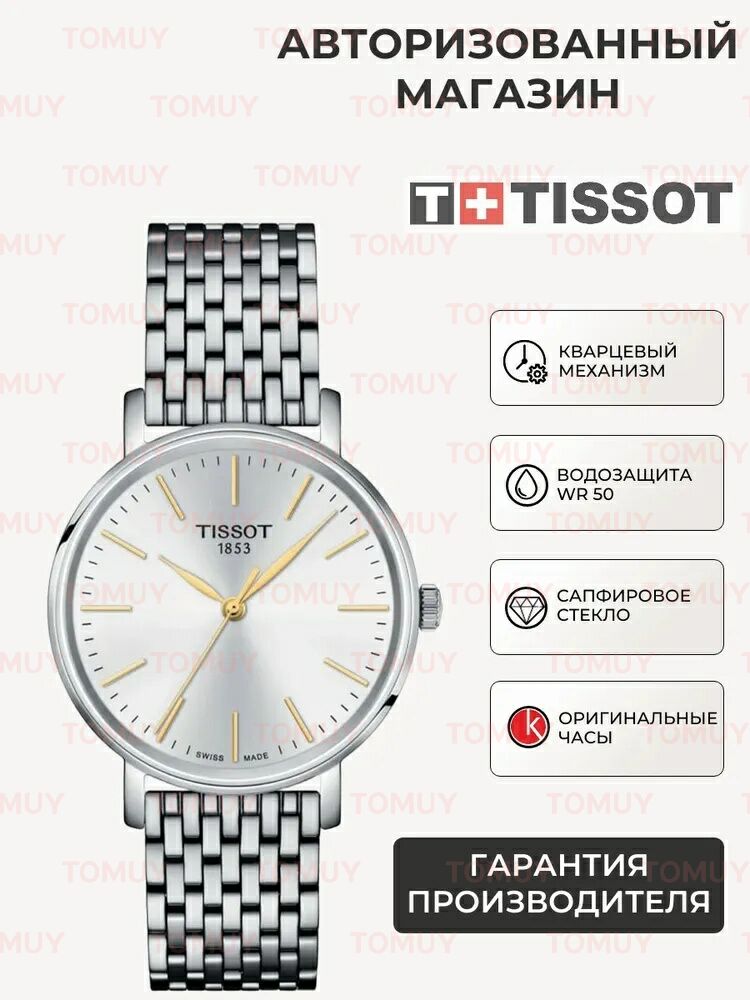 АВТОРИЗОВАННЫЙ
МАГАЗИН
T+TISSOT
КВАРЦЕВЫЙ
МЕХАНИЗМ
ВОДОЗАЩИТА
WR 50
САПФИРОВОЕ
СТЕКЛО
ОРИГИНАЛЬНЫЕ
ЧАСЫ
ГАРАНТИЯ
ПРОИЗВОДИТЕЛЯ
TISSOT
1853
SWISS MADE
TOMUY